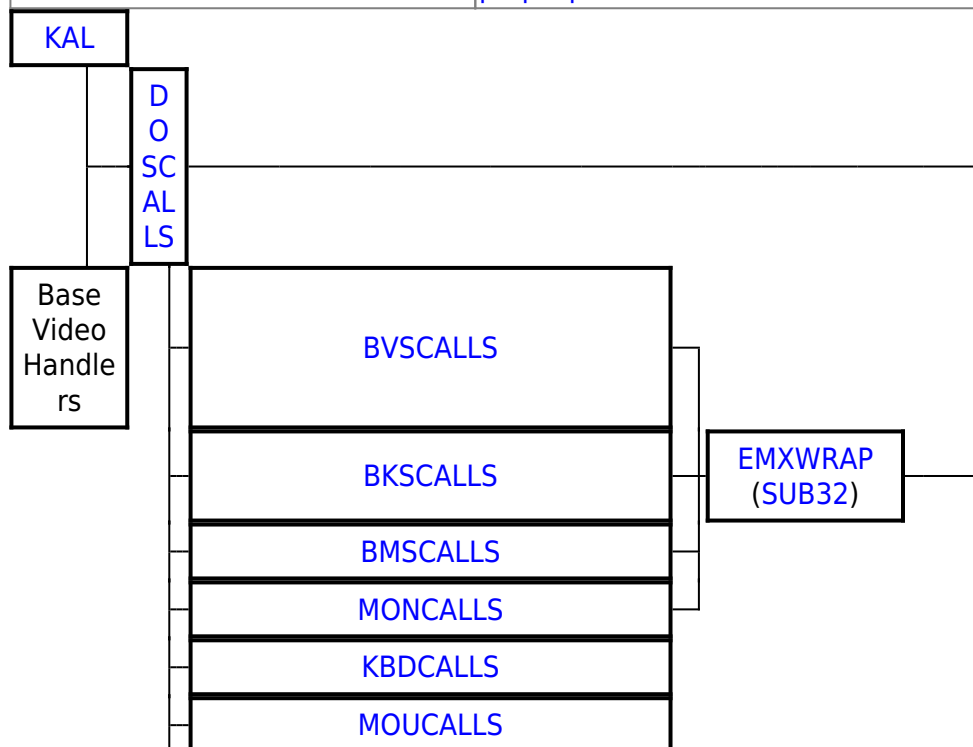 KAL
D
O
SC
AL
LS
Base
Video
Handle
rs
BVSCALLS
BKSCALLS
EMXWRAP
(SUB32)
BMSCALLS
MONCALLS
KBDCALLS
MOUCALLS